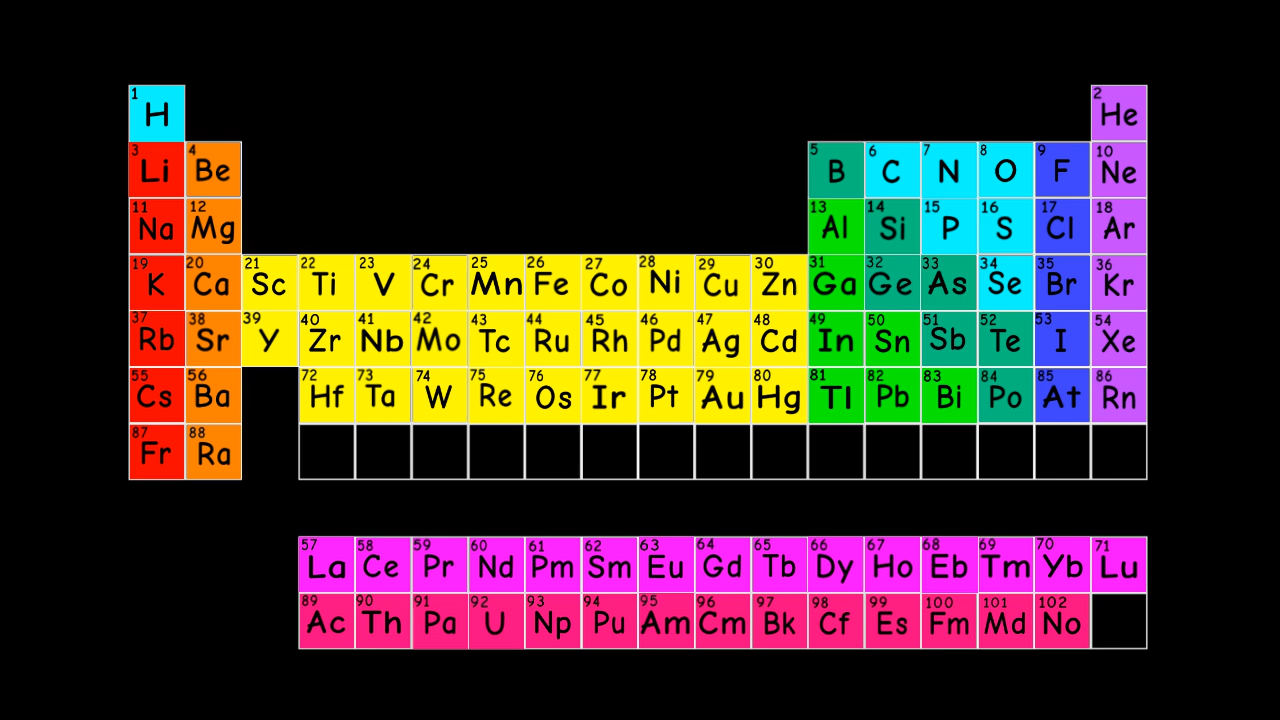 1 2
H He
3 4 5 6 7 8 9 10
Li Be B C N O F Ne
11 12 13 14 15 16 17 18
Na Mg Al Si P S Cl Ar
19 20 21 22 23 24 25 26 27 28 29 30 31 32 33 34 35 36
K Ca Sc Ti V Cr Mn Fe Co Ni Cu Zn Ga Ge As Se Br Kr
37 38 39 40 41 42 43 44 45 46 47 48 49 50 51 52 53 54
Rb Sr Y Zr Nb Mo Tc Ru Rh Pd Ag Cd In Sn Sb Te I Xe
55 56 72 73 74 75 76 77 78 79 80 81 82 83 84 85 86
Cs Ba Hf Ta W Re Os Ir Pt Au Hg Tl Pb Bi Po At Rn
87 88
Fr Ra
57 58 59 60 61 62 63 64 65 66 67 68 69 70 71
La Ce Pr Nd Pm Sm Eu Gd Tb Dy Ho Eb Tm Yb Lu
89 90 91 92 93 94 95 96 97 98 99 100 101 102
Ac Th Pa U Np Pu Am Cm Bk Cf Es Fm Md No